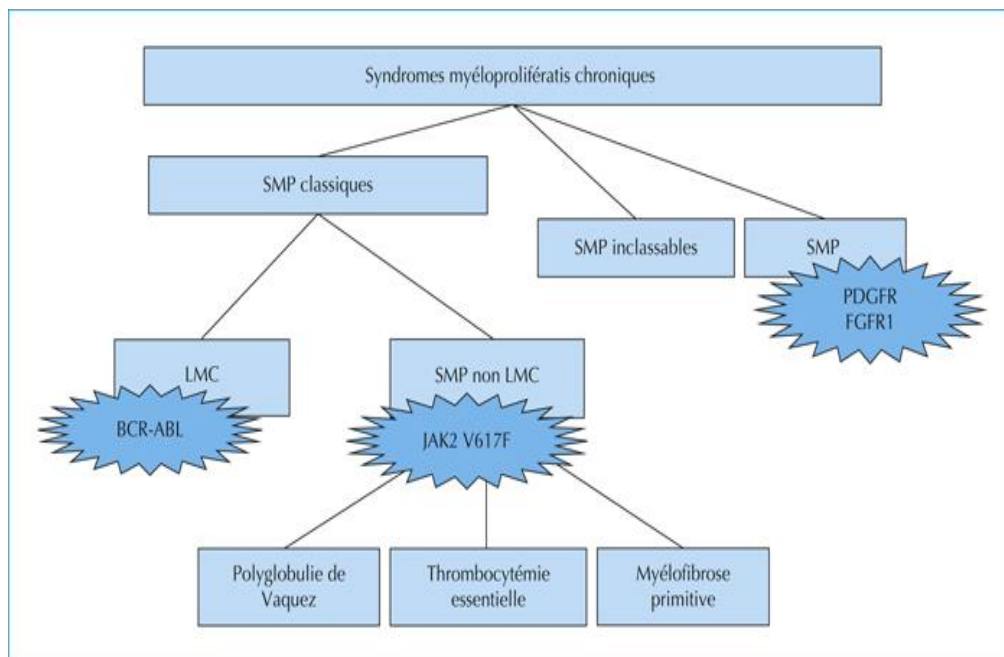 Syndromes myéloprolifératis chroniques
SMP classiques
SMP inclassables
SMP
PDGFR
FGFR1
LMC
BCR-ABL
SMP non LMC
JAK2 V617F
Polyglobulie de
Vaquez
Thrombocytémie
essentielle
Myélofibrose
primitive